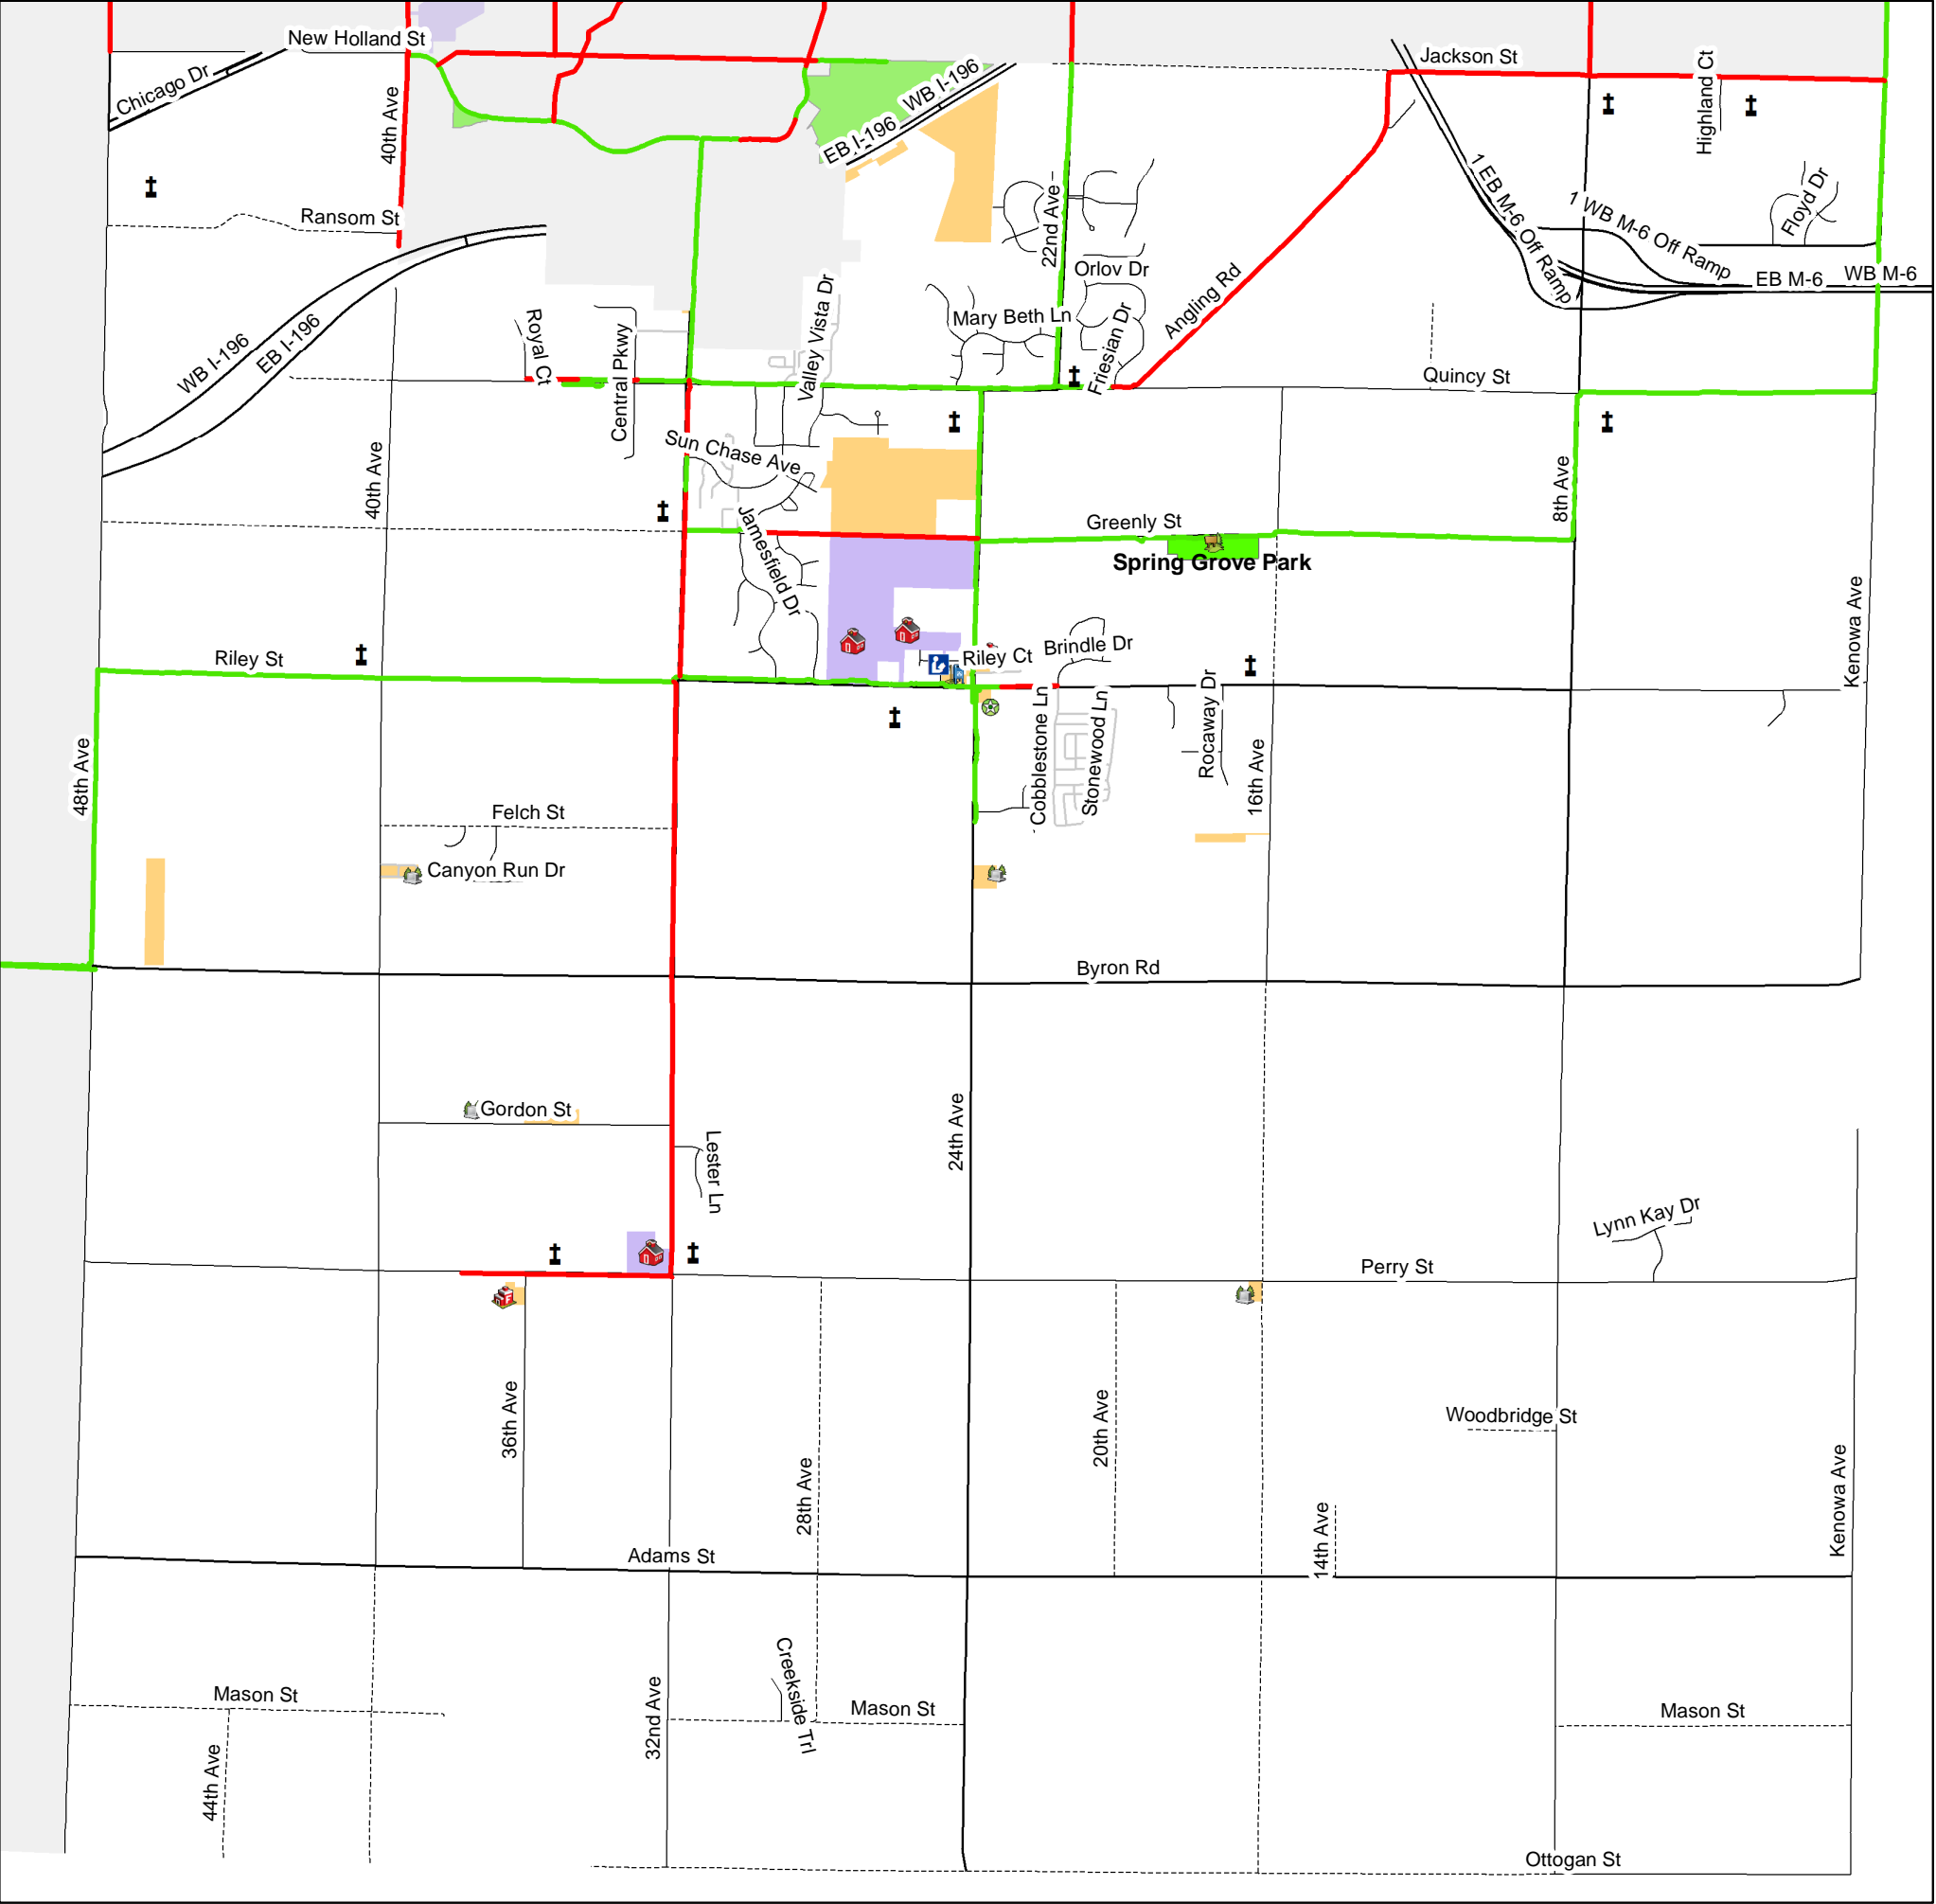 New Holland St
Jackson St
Chicago Dr
40th Ave
WB I-196
EB I-196
Highland Ct
22nd Ave
1 EB M-6 Off Ramp
1 WB M-6 Off Ramp
Floyd Dr
Ransom St
Orlov Dr
EB M-6
WB M-6
Angling Rd
Valley Vista Dr
Mary Beth Ln
Friesian Dr
WB I-196
EB I-196
Royal Ct
Central Pkwy
Quincy St
40th Ave
Sun Chase Ave
8th Ave
Greenly St
Jamesfield Dr
Spring Grove Park
Kenowa Ave
Riley St
Riley Ct
Brindle Dr
48th Ave
Cobblestone Ln
Stonewood Ln
Rocaway Dr
16th Ave
Felch St
Canyon Run Dr
Byron Rd
Gordon St
24th Ave
Lester Ln
Lynn Kay Dr
Perry St
36th Ave
20th Ave
Woodbridge St
28th Ave
14th Ave
Kenowa Ave
Adams St
Mason St
32nd Ave
Creekside Trl
Mason St
Mason St
44th Ave
Ottogan St